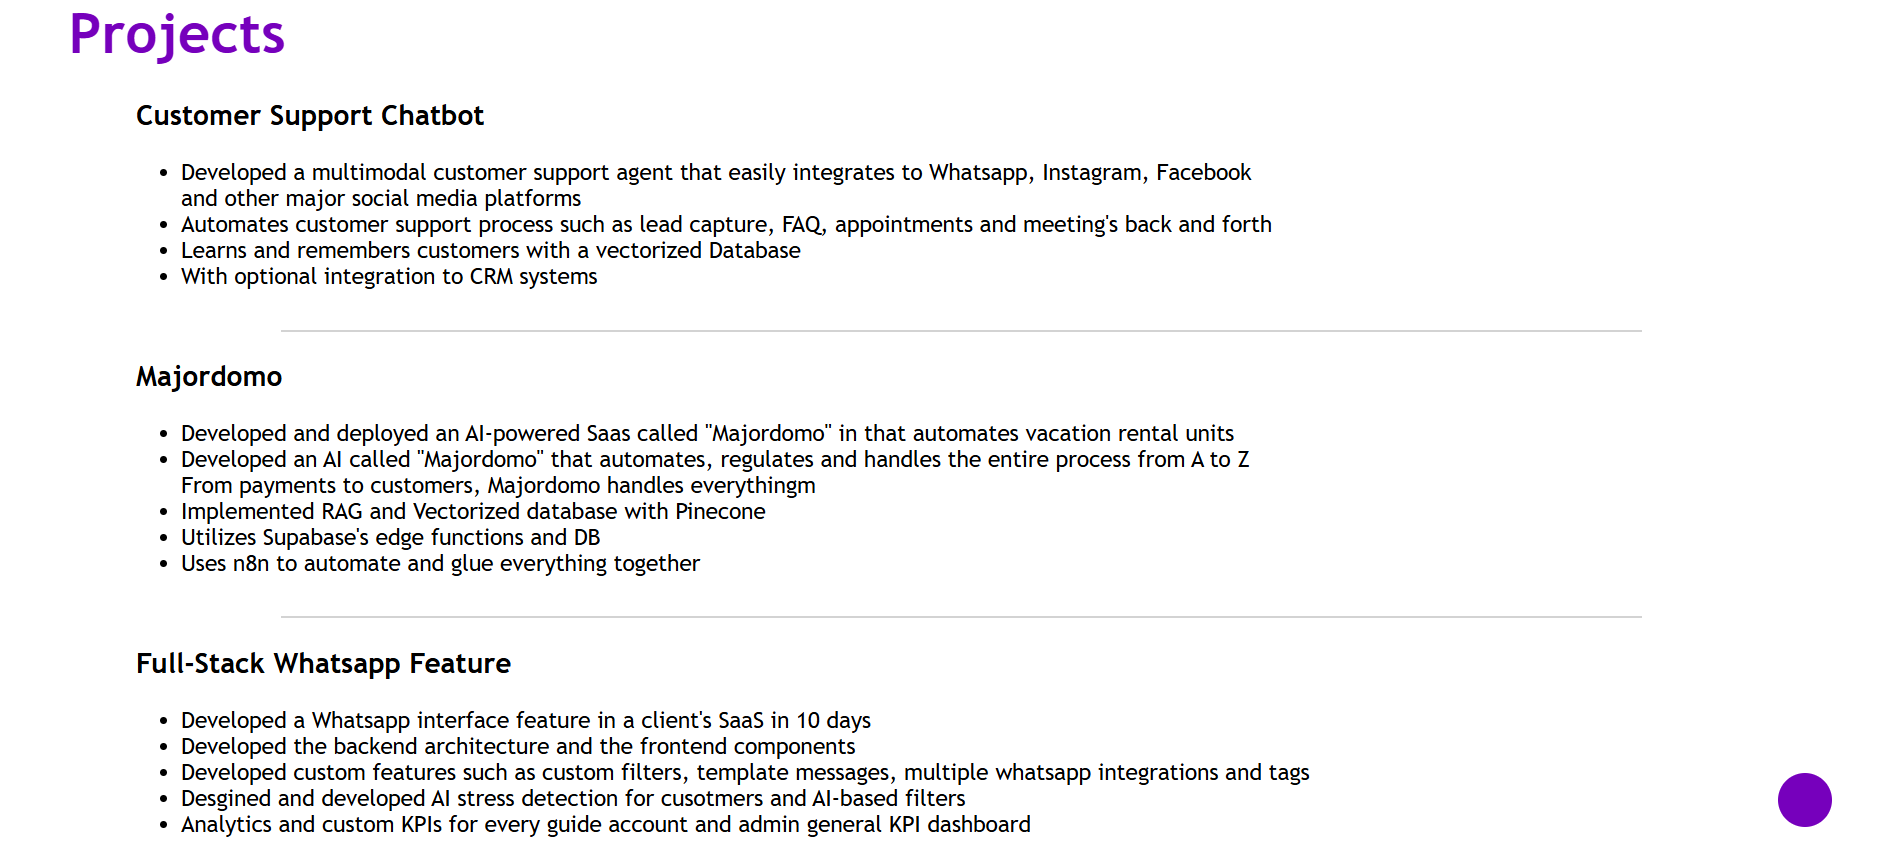 Projects
Customer Support Chatbot
• Developed a multimodal customer support agent that easily integrates to Whatsapp, Instagram, Facebook
and other major social media platforms
• Automates customer support process such as lead capture, FAQ, appointments and meeting's back and forth
• Learns and remembers customers with a vectorized Database
• With optional integration to CRM systems
Majordomo
• Developed and deployed an AI-powered Saas called "Majordomo" in that automates vacation rental units
• Developed an AI called "Majordomo" that automates, regulates and handles the entire process from A to Z
From payments to customers, Majordomo handles everythingm
• Implemented RAG and Vectorized database with Pinecone
• Utilizes Supabase's edge functions and DB
• Uses n8n to automate and glue everything together
Full-Stack Whatsapp Feature
• Developed a Whatsapp interface feature in a client's SaaS in 10 days
• Developed the backend architecture and the frontend components
• Developed custom features such as custom filters, template messages, multiple whatsapp integrations and tags
• Desgined and developed AI stress detection for cusotmers and AI-based filters
• Analytics and custom KPIs for every guide account and admin general KPI dashboard